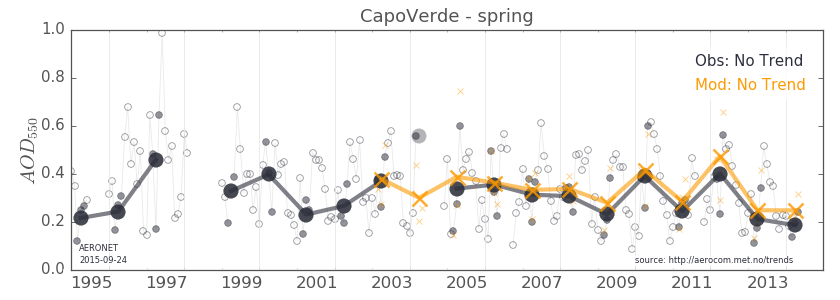 CapoVerde - spring
1.0
0.8
0.6
0.4
0.2
0.0
AOD550
Obs: No Trend
Mod: No Trend
AERONET
2015-09-24
source: http://aerocom.met.no/trends
1995 1997 1999 2001 2003 2005 2007 2009 2011 2013